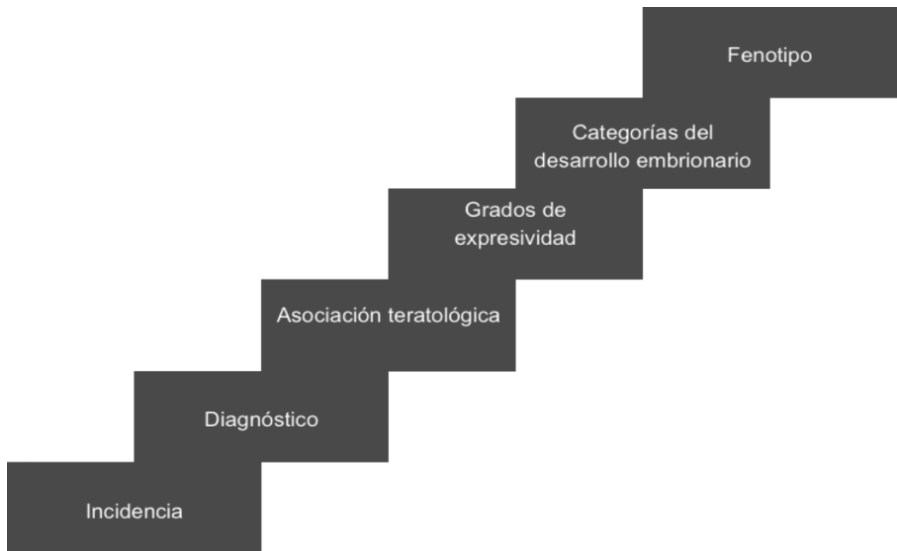 Fenotipo
Categorías del
desarrollo embrionario
Grados de
expresividad
Asociación teratológica
Diagnóstico
Incidencia